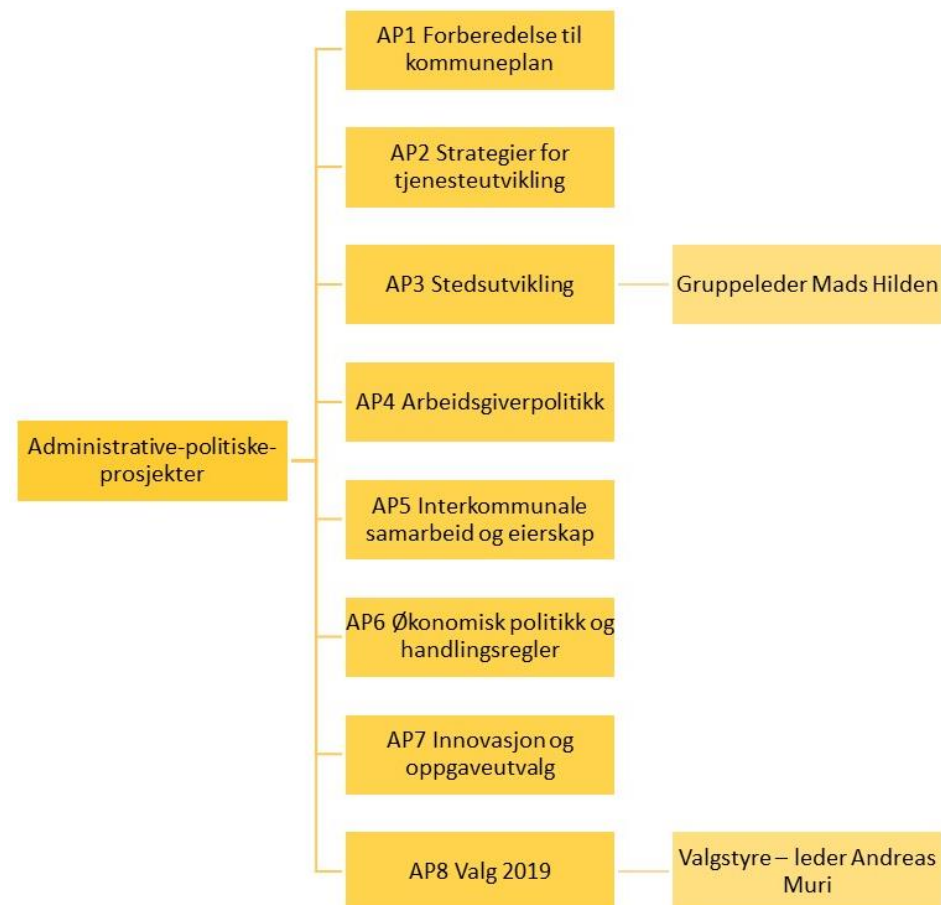 AP1 Forberedelse til
kommuneplan
AP2 Strategier for
tjenesteutvikling
AP3 Stedsutvikling
Gruppeleder Mads Hilden
AP4 Arbeidsgiverpolitikk
Administrative-politiske-
prosjekter
AP5 Interkommunale
samarbeid og eierskap
AP6 Økonomisk politikk og
handlingsregler
AP7 Innovasjon og
oppgaveutvalg
AP8 Valg 2019
Valgstyre – leder Andreas
Muri